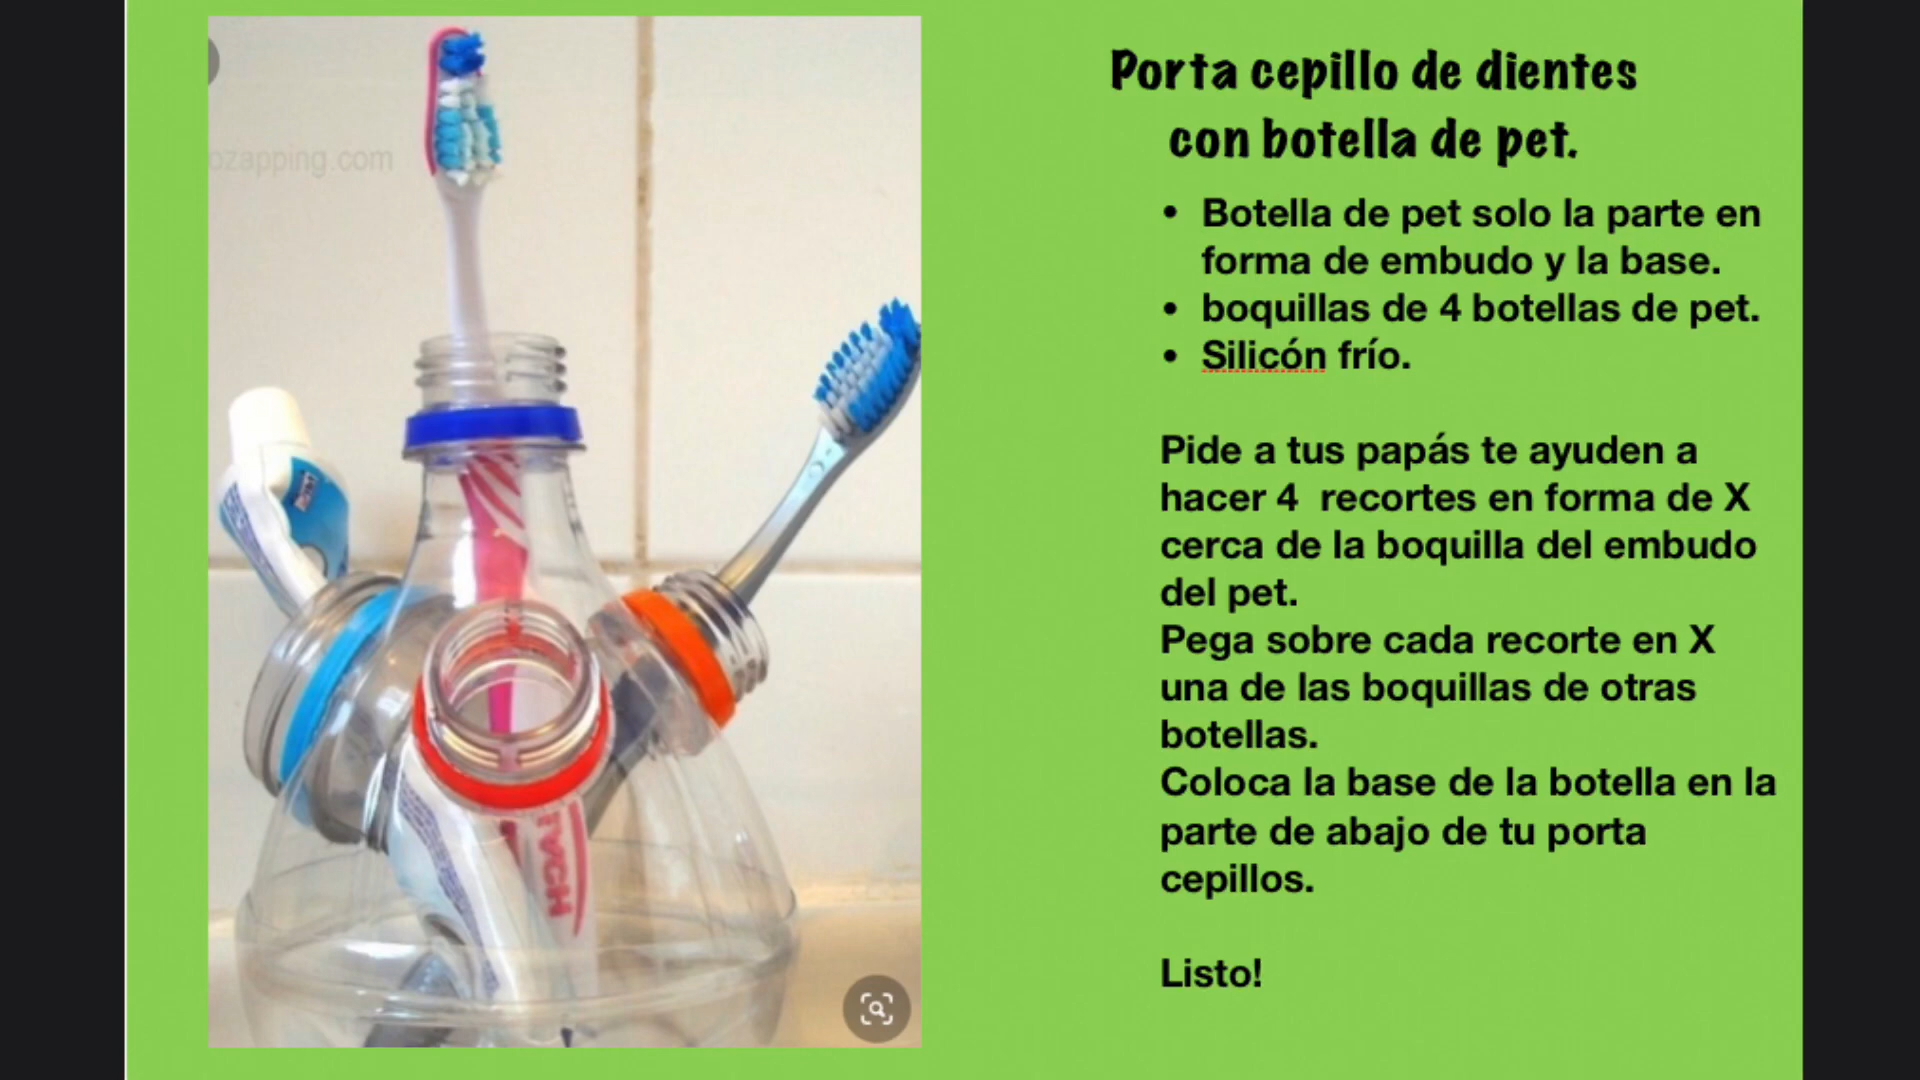 ozapping.com
Porta cepillo de dientes
con botella de pet.
• Botella de pet solo la parte en
forma de embudo y la base.
• boquillas de 4 botellas de pet.
• Silicón frío.
Pide a tus papás te ayuden a
hacer 4  recortes en forma de X
cerca de la boquilla del embudo
del pet.
Pega sobre cada recorte en X
una de las boquillas de otras
botellas.
Coloca la base de la botella en la
parte de abajo de tu porta
cepillos.
Listo!